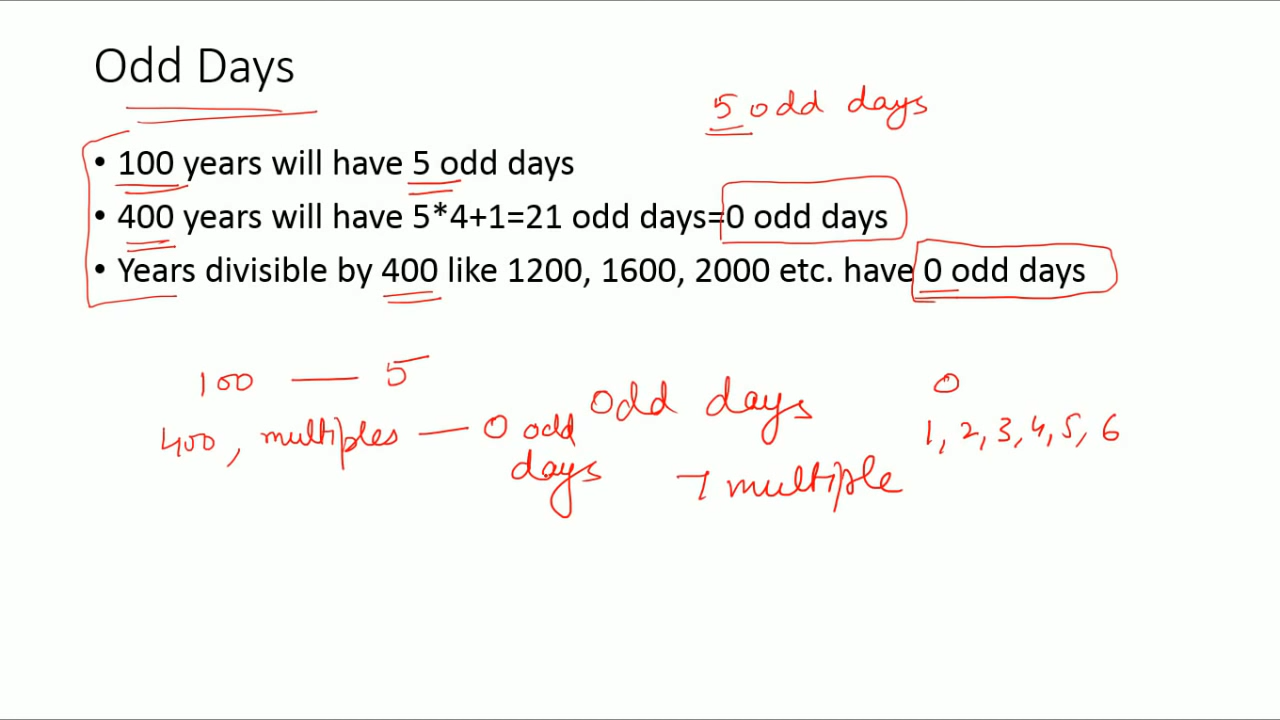 Odd Days
5 odd days
• 100 years will have 5 odd days
• 400 years will have 5*4+1=21 odd days=0 odd days
• Years divisible by 400 like 1200, 1600, 2000 etc. have 0 odd days
100 — 5
odd days
0
400, multiples — 0 odd
days
1, 2, 3, 4, 5, 6
7 multiple